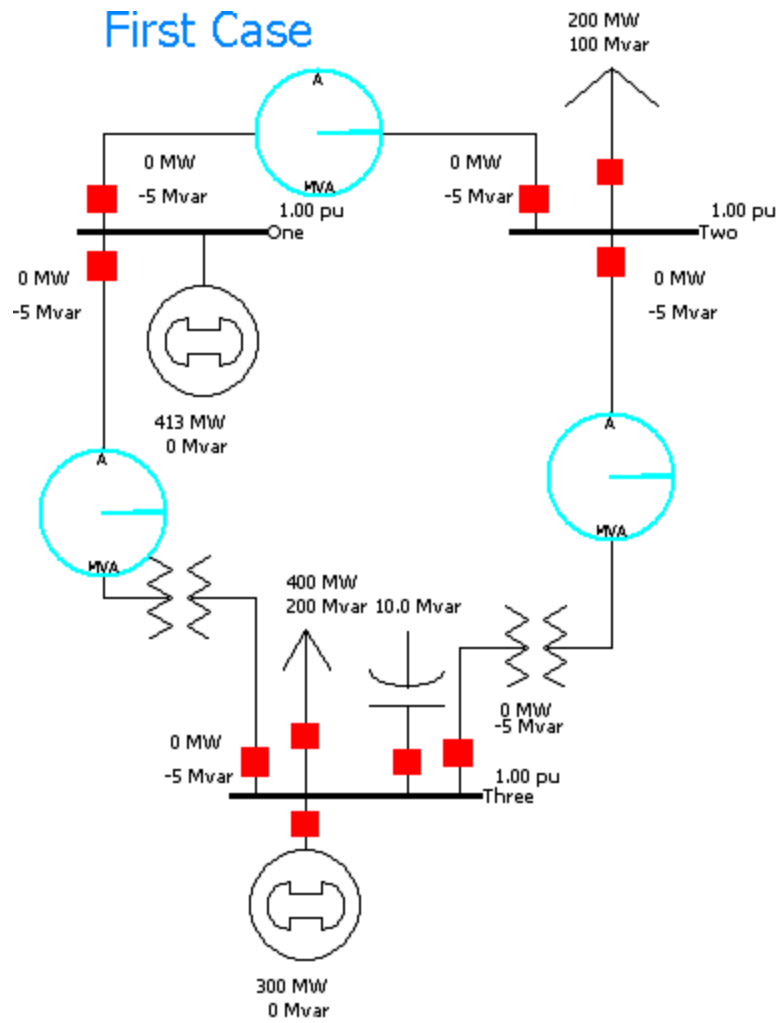 First Case
200 MW
100 Mvar
A
0 MW
-5 Mvar
MVA
1.00 pu
One
0 MW
-5 Mvar
1.00 pu
Two
0 MW
-5 Mvar
0 MW
-5 Mvar
413 MW
0 Mvar
A
MVA
A
MVA
400 MW
200 Mvar
10.0 Mvar
0 MW
-5 Mvar
0 MW
-5 Mvar
1.00 pu
Three
300 MW
0 Mvar